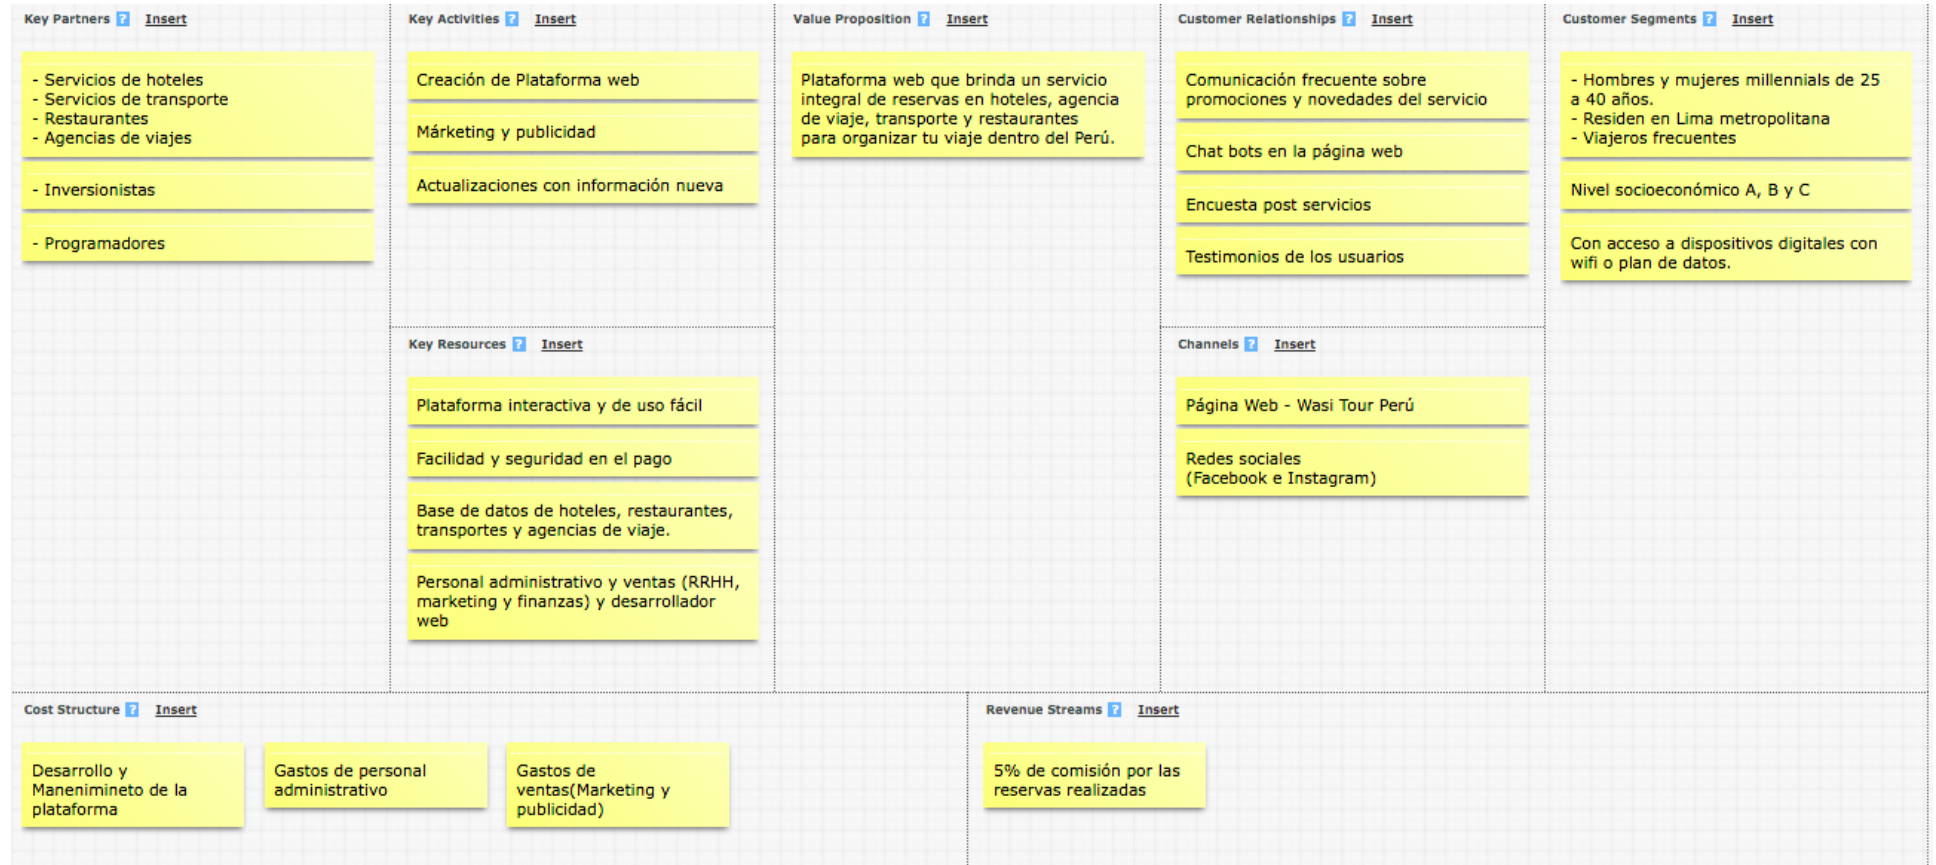 Key Partners ? Insert
- Servicios de hoteles
- Servicios de transporte
- Restaurantes
- Agencias de viajes
- Inversionistas
- Programadores
Key Activities ? Insert
Creación de Plataforma web
Márketing y publicidad
Actualizaciones con información nueva
Key Resources ? Insert
Plataforma interactiva y de uso fácil
Facilidad y seguridad en el pago
Base de datos de hoteles, restaurantes,
transportes y agencias de viaje.
Personal administrativo y ventas (RRHH,
marketing y finanzas) y desarrollador
web
Value Proposition ? Insert
Plataforma web que brinda un servicio
integral de reservas en hoteles, agencia
de viaje, transporte y restaurantes
para organizar tu viaje dentro del Perú.
Customer Relationships ? Insert
Comunicación frecuente sobre
promociones y novedades del servicio
Chat bots en la página web
Encuesta post servicios
Testimonios de los usuarios
Channels ? Insert
Página Web - Wasi Tour Perú
Redes sociales
(Facebook e Instagram)
Customer Segments ? Insert
- Hombres y mujeres millennials de 25
a 40 años.
- Residen en Lima metropolitana
- Viajeros frecuentes
Nivel socioeconómico A, B y C
Con acceso a dispositivos digitales con
wifi o plan de datos.
Cost Structure ? Insert
Desarrollo y
Manenimineto de la
plataforma
Gastos de personal
administrativo
Gastos de
ventas(Marketing y
publicidad)
Revenue Streams ? Insert
5% de comisión por las
reservas realizadas